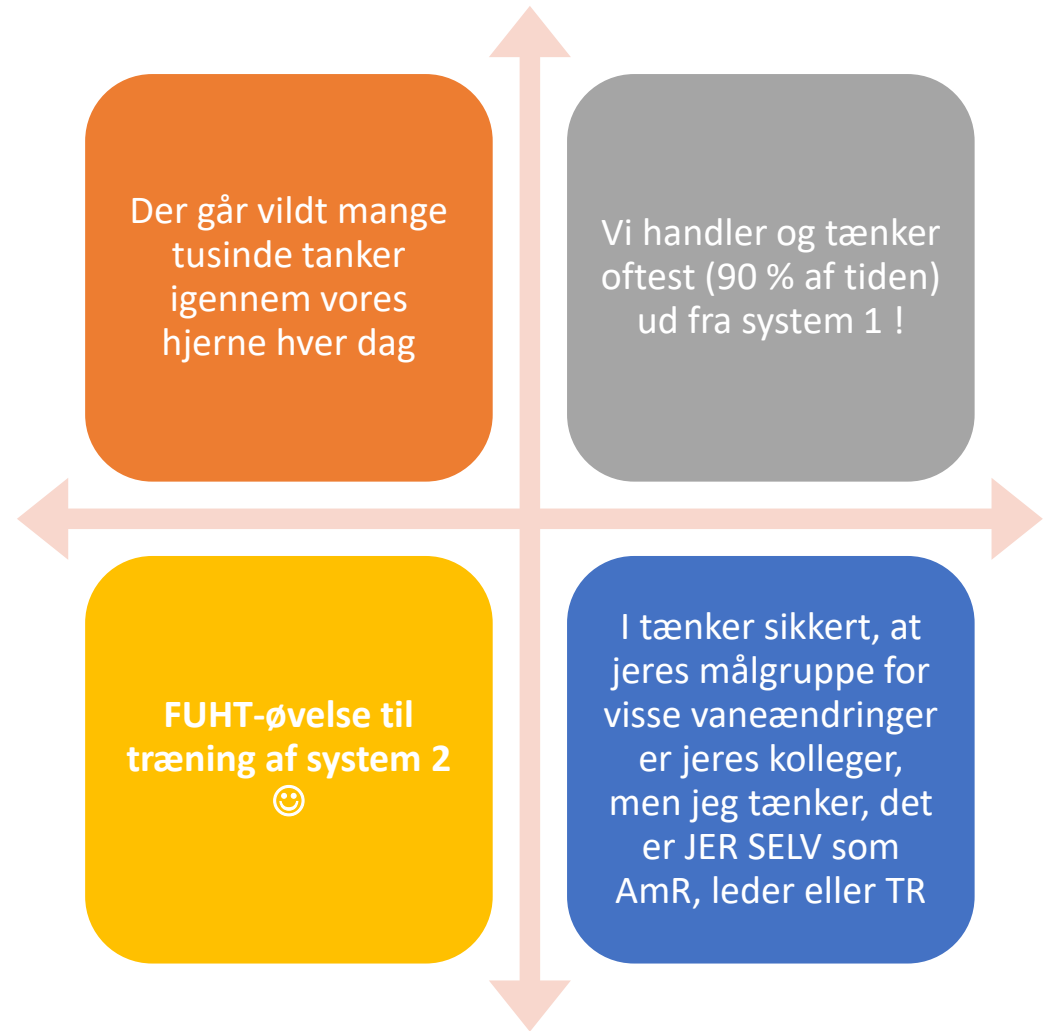 Der går vildt mange
tusinde tanker
igennem vores
hjerne hver dag
Vi handler og tænker
oftest (90 % af tiden)
ud fra system 1 !
FUHT-øvelse til
træning af system 2
☺
I tænker sikkert, at
jeres målgruppe for
visse vaneændringer
er jeres kolleger,
men jeg tænker, det
er JER SELV som
AmR, leder eller TR